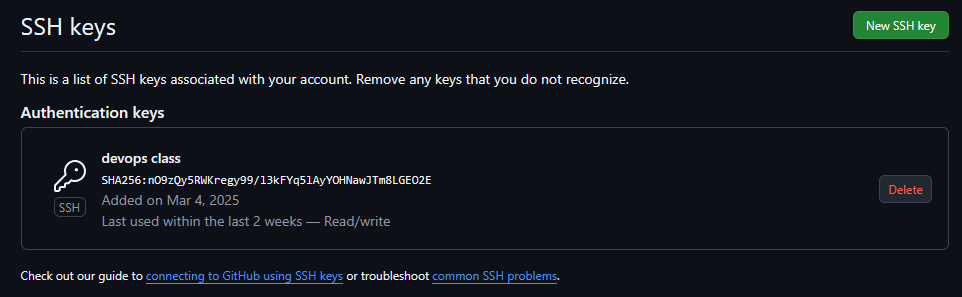 SSH keys
New SSH key
This is a list of SSH keys associated with your account. Remove any keys that you do not recognize.
Authentication keys
devops class
SHA256:nO9zQy5RWKregy99/l3kFYq5lAyYOHNawJTm8LGEO2E
SSH
Added on Mar 4, 2025
Last used within the last 2 weeks — Read/write
Delete
Check out our guide to connecting to GitHub using SSH keys or troubleshoot common SSH problems.